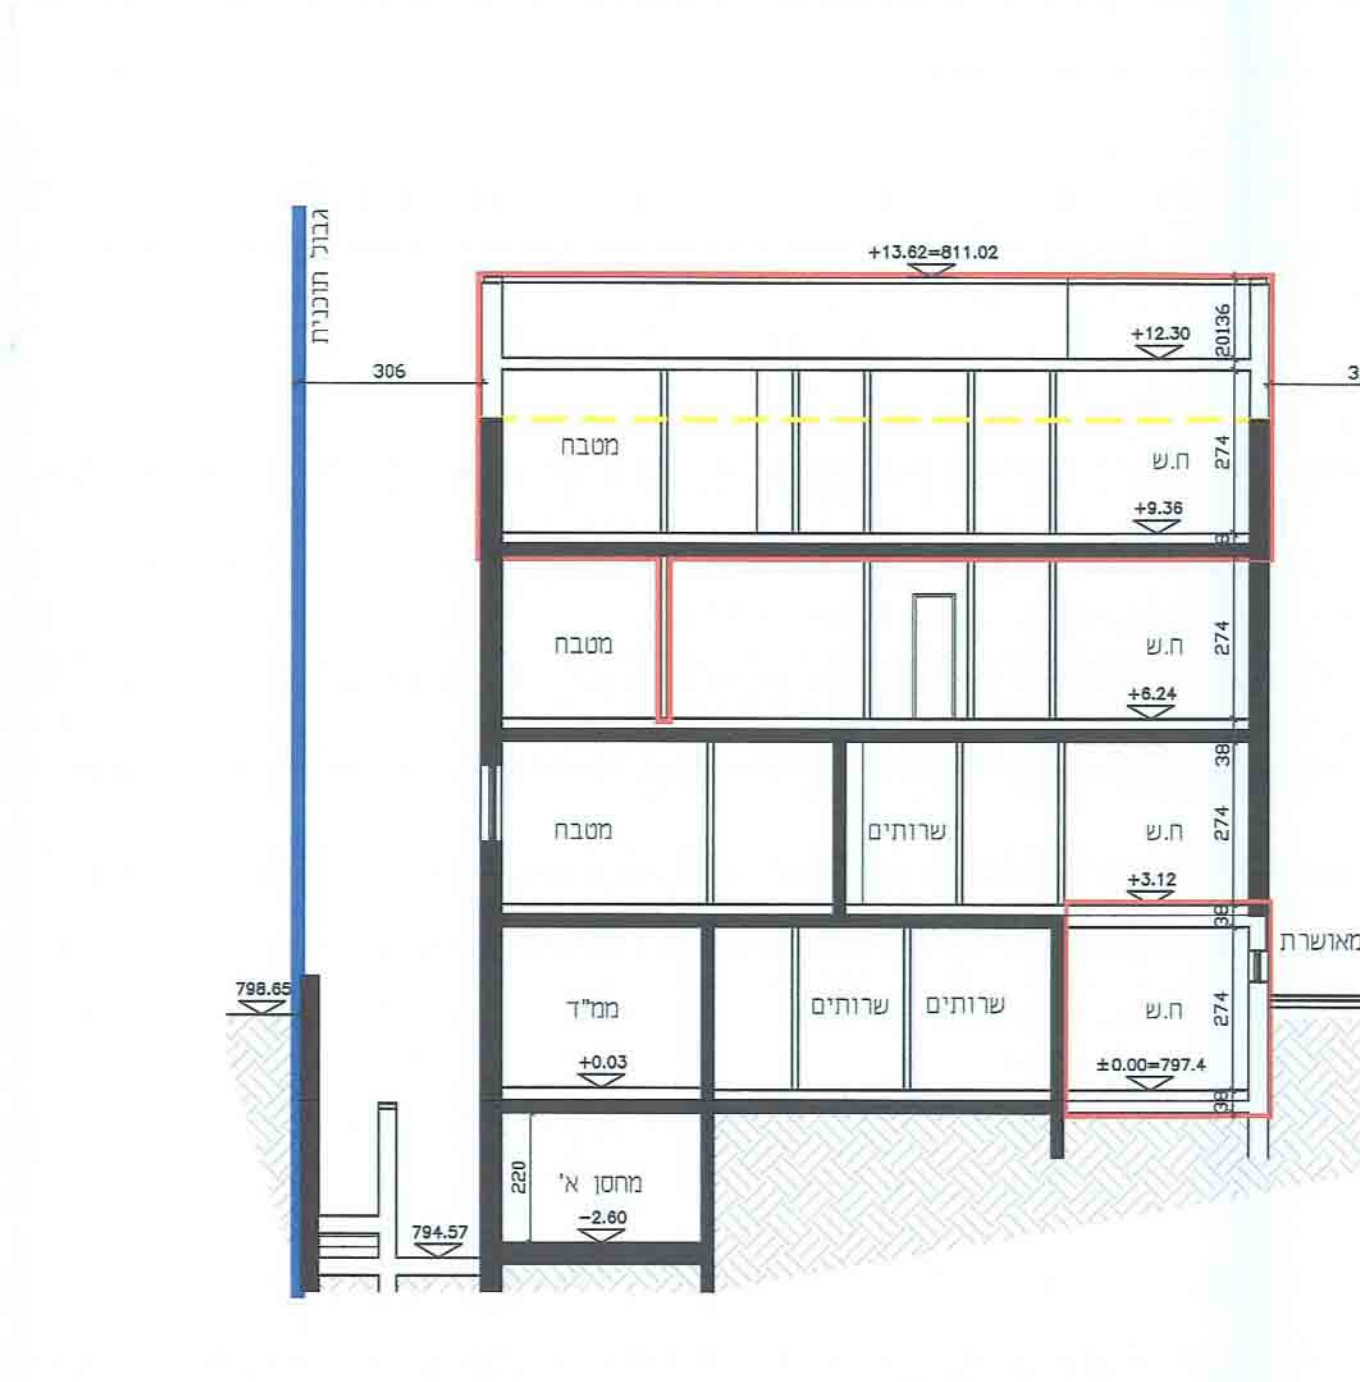 גבול תוכנית
+13.62=811.02
20136
+12.30
306
3
מטבח
ח.ש
274
+9.36
מטבח
ח.ש
274
+6.24
38
מטבח
שרותים
ח.ש
274
+3.12
38
מאושרת
798.65
ממ"ד
שרותים
שרותים
ח.ש
274
+0.03
±0.00=797.4
38
220
מחסן א'
-2.60
794.57